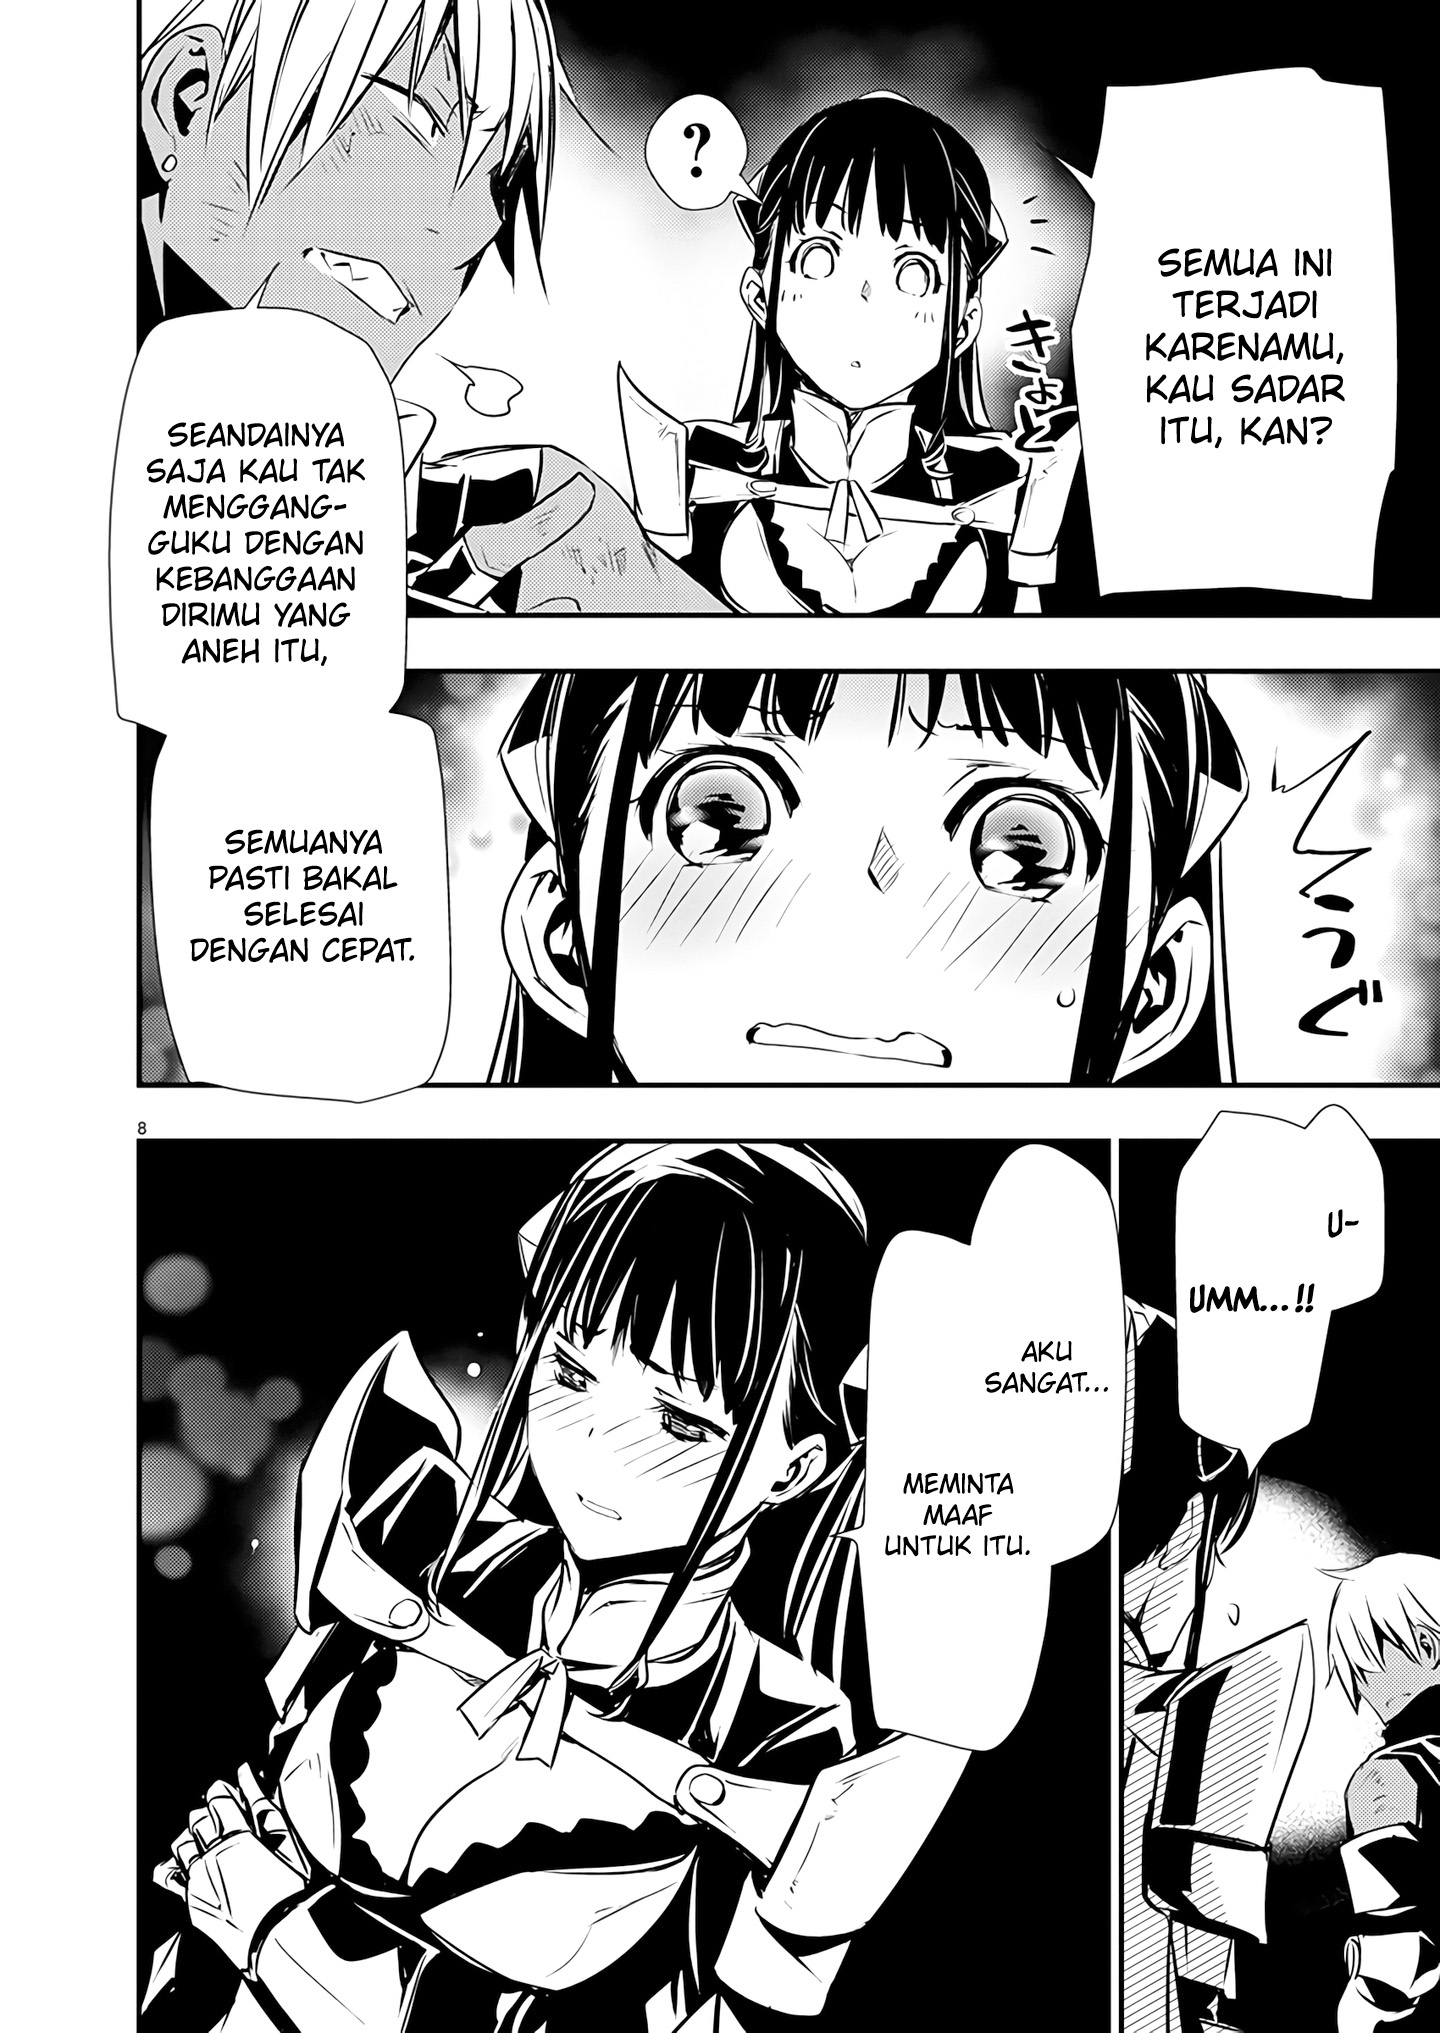 SEMUA INI
TERJADI
KARENAMU,
KAU SADAR
ITU, KAN?
?
きょと
SEANDAINYA
SAJA KAU TAK
MENGGANG-
GUKU DENGAN
KEBANGGAAN
DIRIMU YANG
ANEH ITU,
SEMUANYA
PASTI BAKAL
SELESAI
DENGAN CEPAT.
うぐ
8
U-
UMM...!!
AKU
SANGAT...
MEMINTA
MAAF
UNTUK ITU.